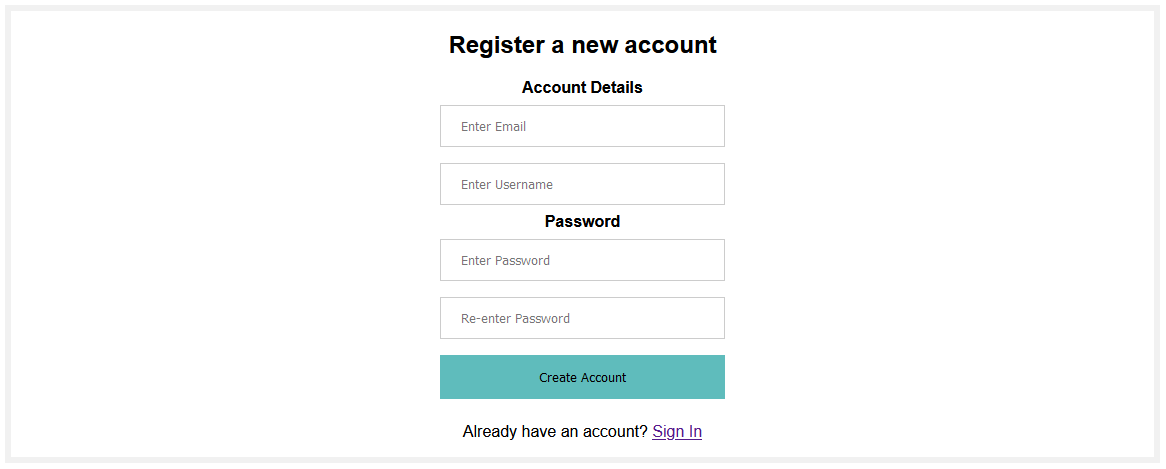 Register a new account
Account Details
Enter Email
Enter Username
Password
Enter Password
Re-enter Password
Create Account
Already have an account? Sign In